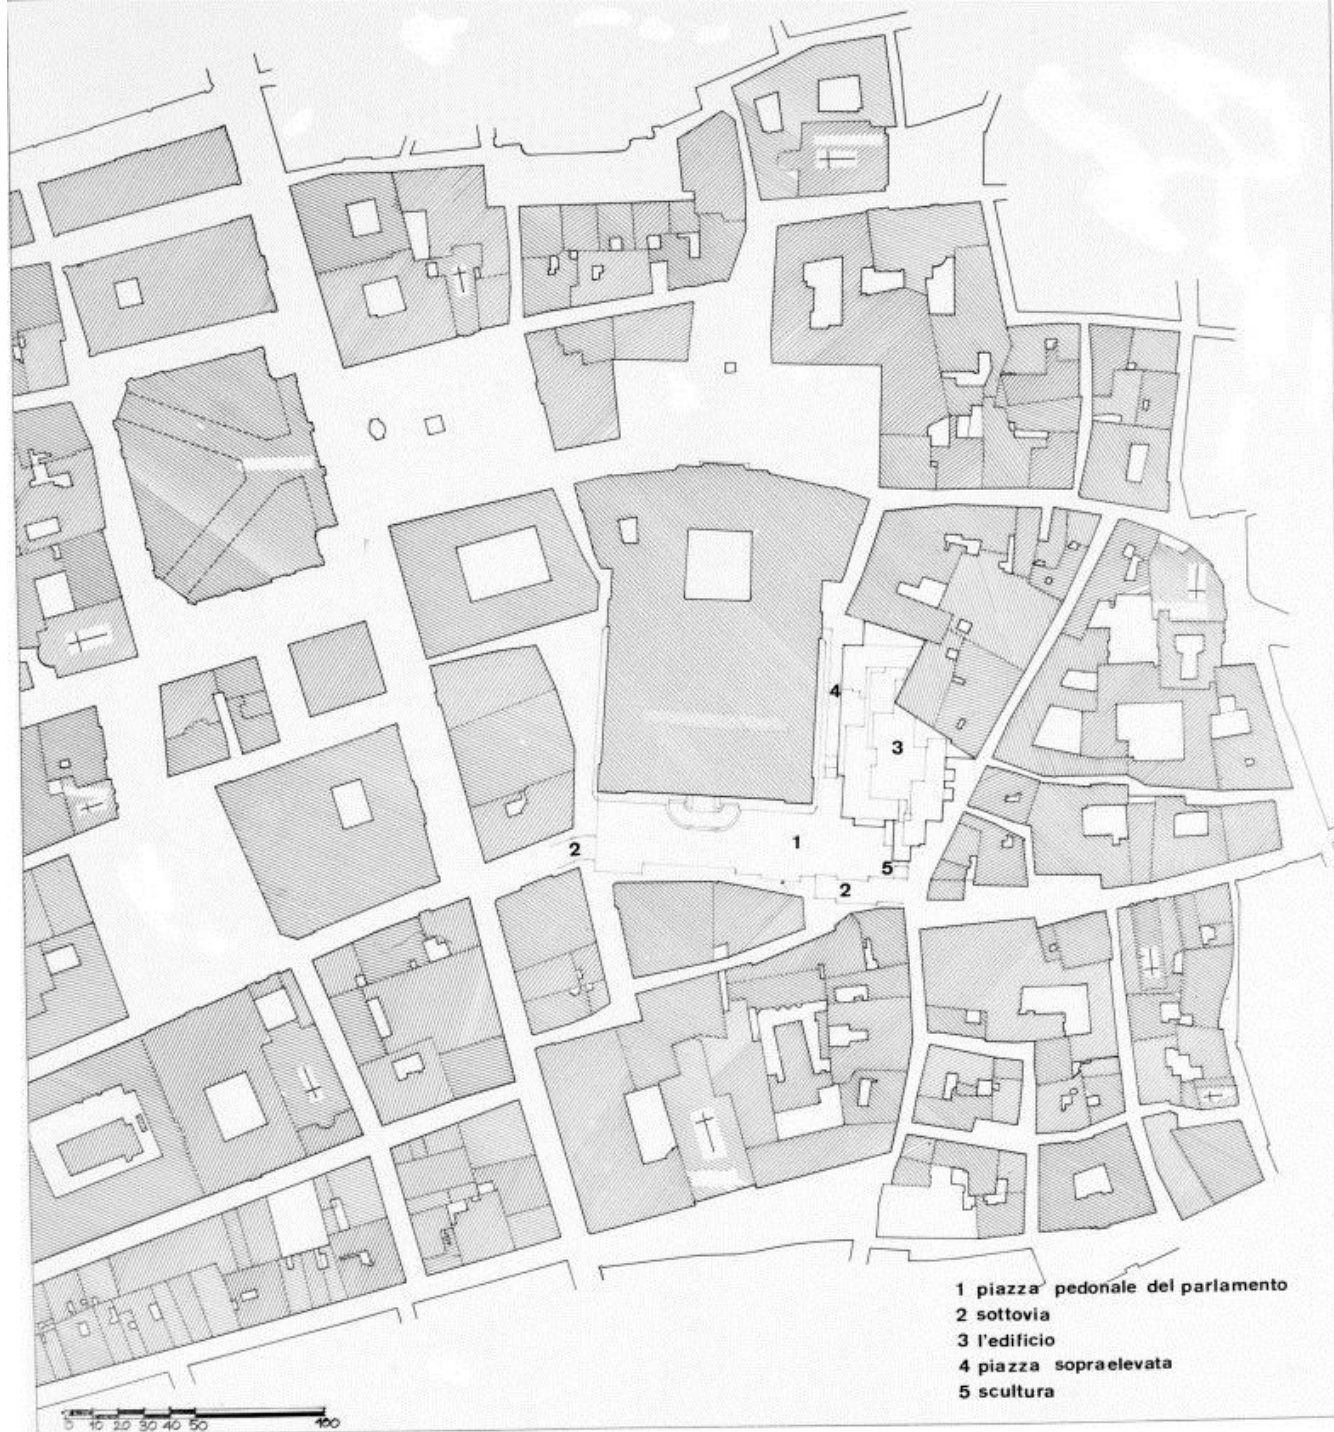 4
3
1
2
5
2
1 piazza pedonale del parlamento
2 sottovia
3 l'edificio
4 piazza sopraelevata
5 scultura
0 10 20 30 40 50 100